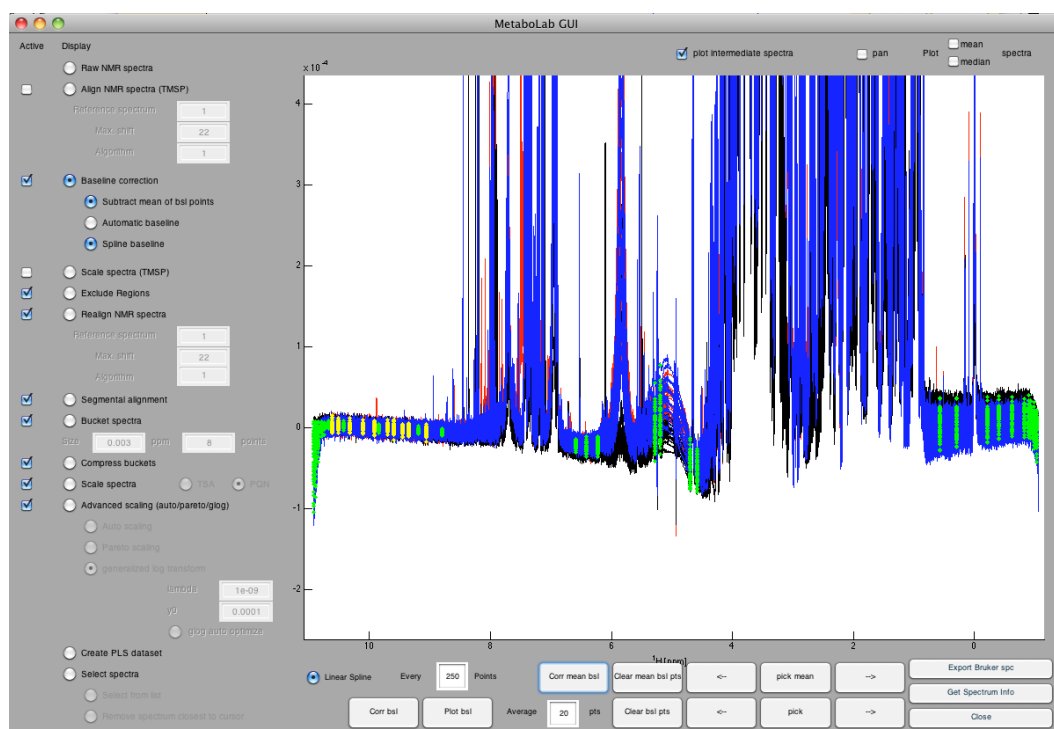 MetaboLab GUI
Active Display
plot intermediate spectra pan Plot mean median spectra
Raw NMR spectra
Align NMR spectra (TMSP)
Reference spectrum 1
Max. shift 22
Algorithm 1
Baseline correction
Subtract mean of bsl points
Automatic baseline
Spline baseline
Scale spectra (TMSP)
Exclude Regions
Realign NMR spectra
Reference spectrum 1
Max. shift 22
Algorithm 1
Segmental alignment
Bucket spectra
Size 0.003 ppm 8 points
Compress buckets
Scale spectra TSA PQN
Advanced scaling (auto/pareto/glog)
Auto scaling
Pareto scaling
generalized log transform
lambda 1e-09
y0 0.0001
glog auto optimize
Create PLS dataset
Select spectra
Select from list
Remove spectrum closest to cursor
× 10⁻⁴
4
3
2
1
0
-1
-2
10 8 6 4 2 0
¹H [ppm]
Linear Spline Every 250 Points Corr mean bsl Clear mean bsl pts <-- pick mean --> Export Bruker spc
Get Spectrum Info
Corr bsl Plot bsl Average 20 pts Clear bsl pts <-- pick --> Close